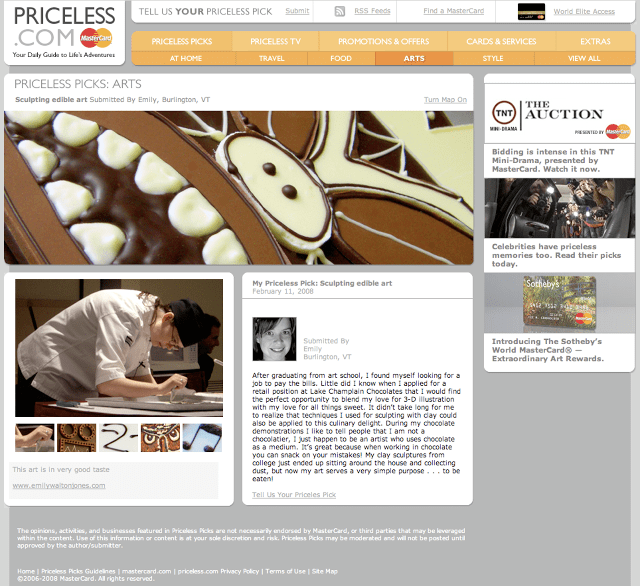 PRICELESS
.COM MasterCard
Your Daily Guide to Life's Adventures
TELL US YOUR PRICELESS PICK Submit RSS Feeds Find a MasterCard World Elite Access
PRICELESS PICKS PRICELESS TV PROMOTIONS & OFFERS CARDS & SERVICES EXTRAS
AT HOME TRAVEL FOOD ARTS STYLE VIEW ALL
PRICELESS PICKS: ARTS
Sculpting edible art Submitted By Emily, Burlington, VT Turn Map On
My Priceless Pick: Sculpting edible art
February 11, 2008
Submitted By
Emily
Burlington, VT
After graduating from art school, I found myself looking for a
job to pay the bills. Little did I know when I applied for a
retail position at Lake Champlain Chocolates that I would find
the perfect opportunity to blend my love for 3-D illustration
with my love for all things sweet. It didn't take long for me
to realize that techniques I used for sculpting with clay could
also be applied to this culinary delight. During my chocolate
demonstrations I like to tell people that I am not a
chocolatier, I just happen to be an artist who uses chocolate
as a medium. It's great because when working in chocolate
you can snack on your mistakes! My clay sculptures from
college just ended up sitting around the house and collecting
dust, but now my art serves a very simple purpose . . . to be
eaten!
Tell Us Your Priceles Pick
This art is in very good taste
www.emilywaltonjones.com
TNT
MINI-DRAMA
THE
AUCTION
PRESENTED BY MasterCard
Bidding is intense in this TNT
Mini-Drama, presented by
MasterCard. Watch it now.
Celebrities have priceless
memories too. Read their picks
today.
Sotheby's
Introducing The Sotheby's
World MasterCard® —
Extraordinary Art Rewards.
The opinions, activities, and businesses featured in Priceless Picks are not necessarily endorsed by MasterCard, or third parties that may be leveraged
within the content. Use of this information or content is at your sole discretion and risk. Priceless Picks may be moderated and will not be posted until
approved by the author/submitter.
Home | Priceless Picks Guidelines | mastercard.com | priceless.com Privacy Policy | Terms of Use | Site Map
©2006-2008 MasterCard. All rights reserved.